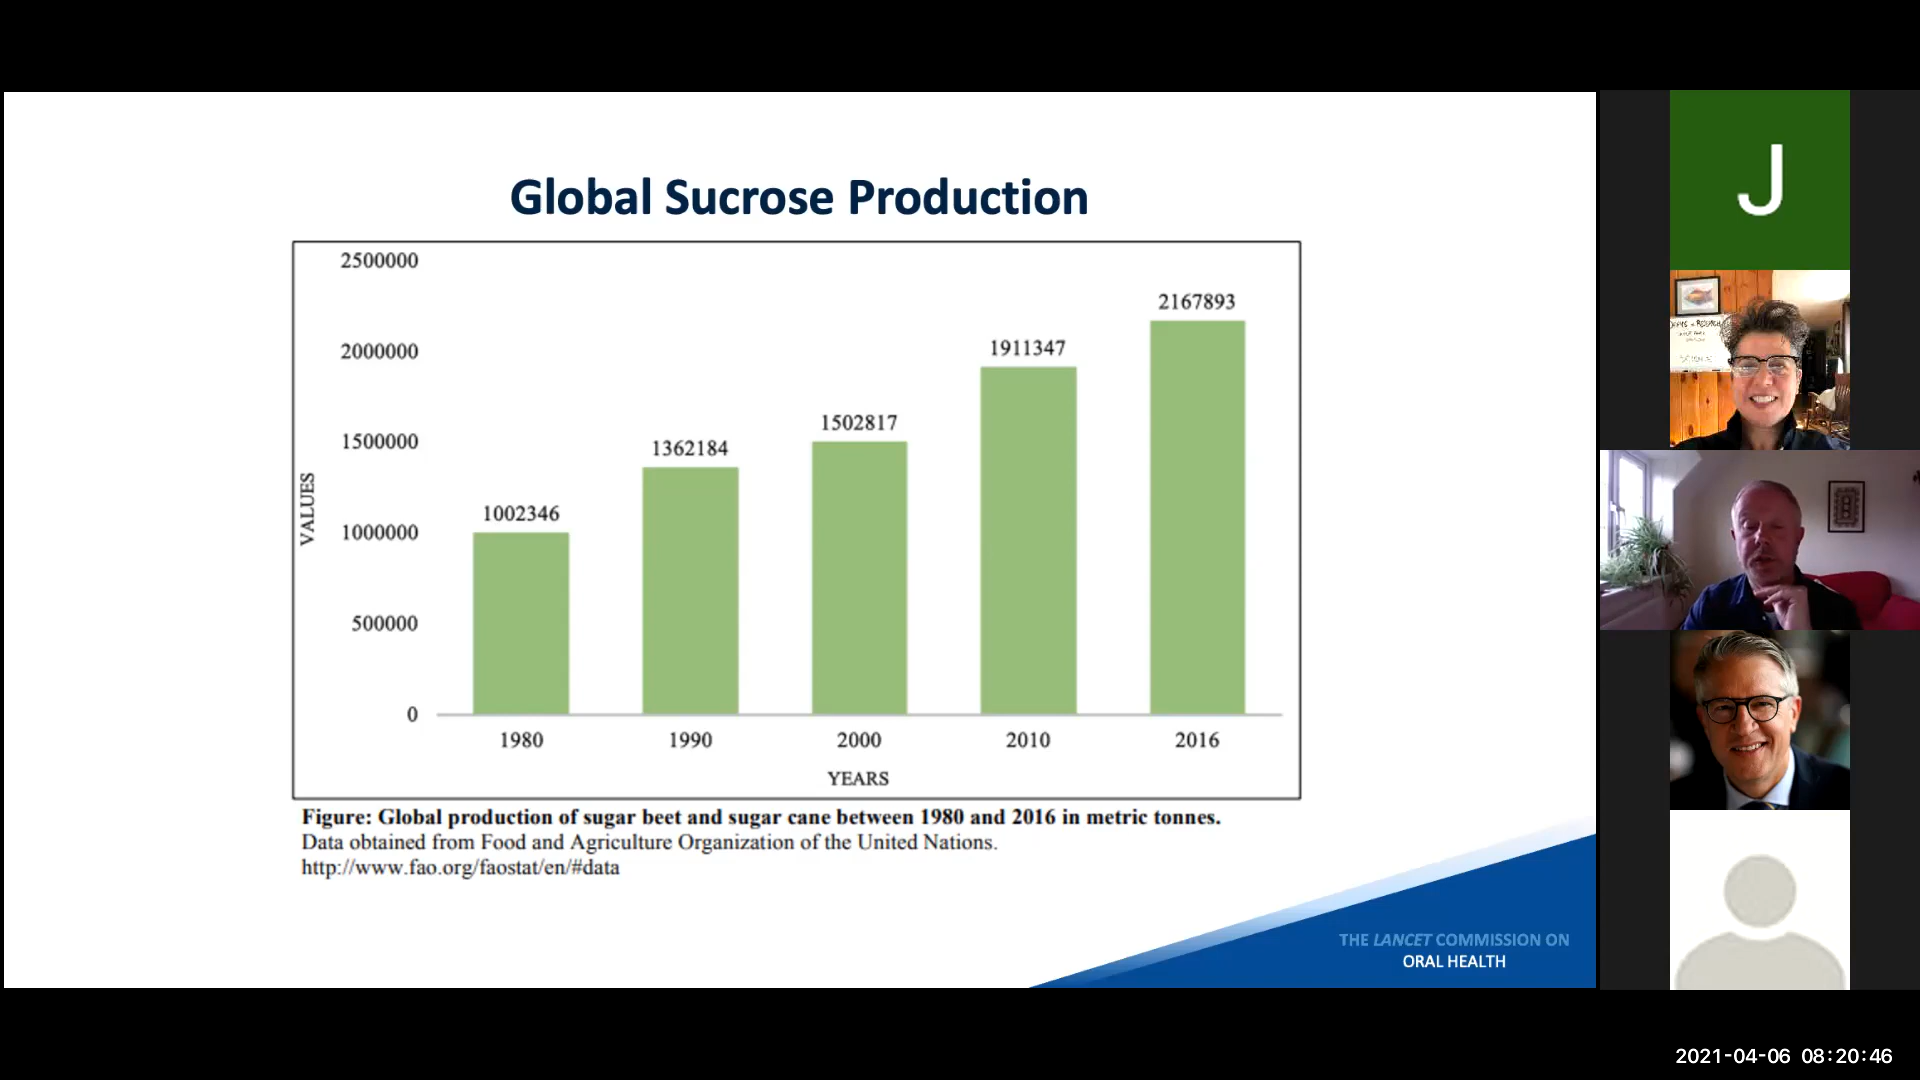 Global Sucrose Production
2500000
2000000
1500000
1000000
500000
0
VALUES
1002346
1362184
1502817
1911347
2167893
1980
1990
2000
2010
2016
YEARS
Figure: Global production of sugar beet and sugar cane between 1980 and 2016 in metric tonnes.
Data obtained from Food and Agriculture Organization of the United Nations.
http://www.fao.org/faostat/en/#data
THE LANCET COMMISSION ON
ORAL HEALTH
J
2021-04-06 08:20:46